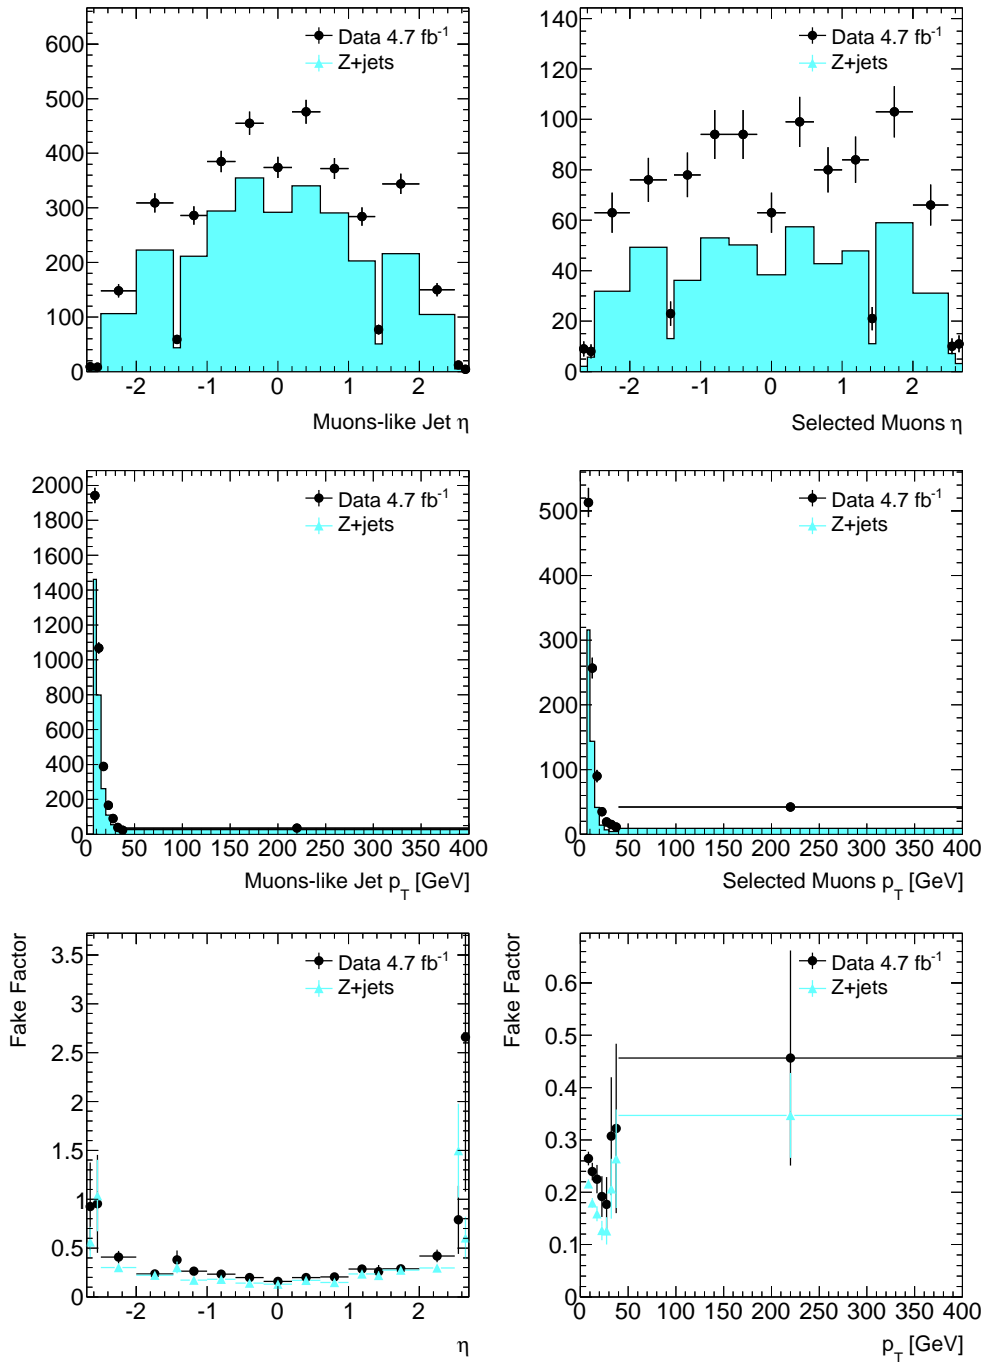 600
500
400
300
200
100
0
Data 4.7 fb⁻¹
Z+jets
-2 -1 0 1 2
Muons-like Jet η
140
120
100
80
60
40
20
0
Data 4.7 fb⁻¹
Z+jets
-2 -1 0 1 2
Selected Muons η
2000
1800
1600
1400
1200
1000
800
600
400
200
0
Data 4.7 fb⁻¹
Z+jets
0 50 100 150 200 250 300 350 400
Muons-like Jet p_T [GeV]
500
400
300
200
100
0
Data 4.7 fb⁻¹
Z+jets
0 50 100 150 200 250 300 350 400
Selected Muons p_T [GeV]
Fake Factor
3.5
3
2.5
2
1.5
1
0.5
0
Data 4.7 fb⁻¹
Z+jets
-2 -1 0 1 2
η
Fake Factor
0.6
0.5
0.4
0.3
0.2
0.1
0
Data 4.7 fb⁻¹
Z+jets
0 50 100 150 200 250 300 350 400
p_T [GeV]